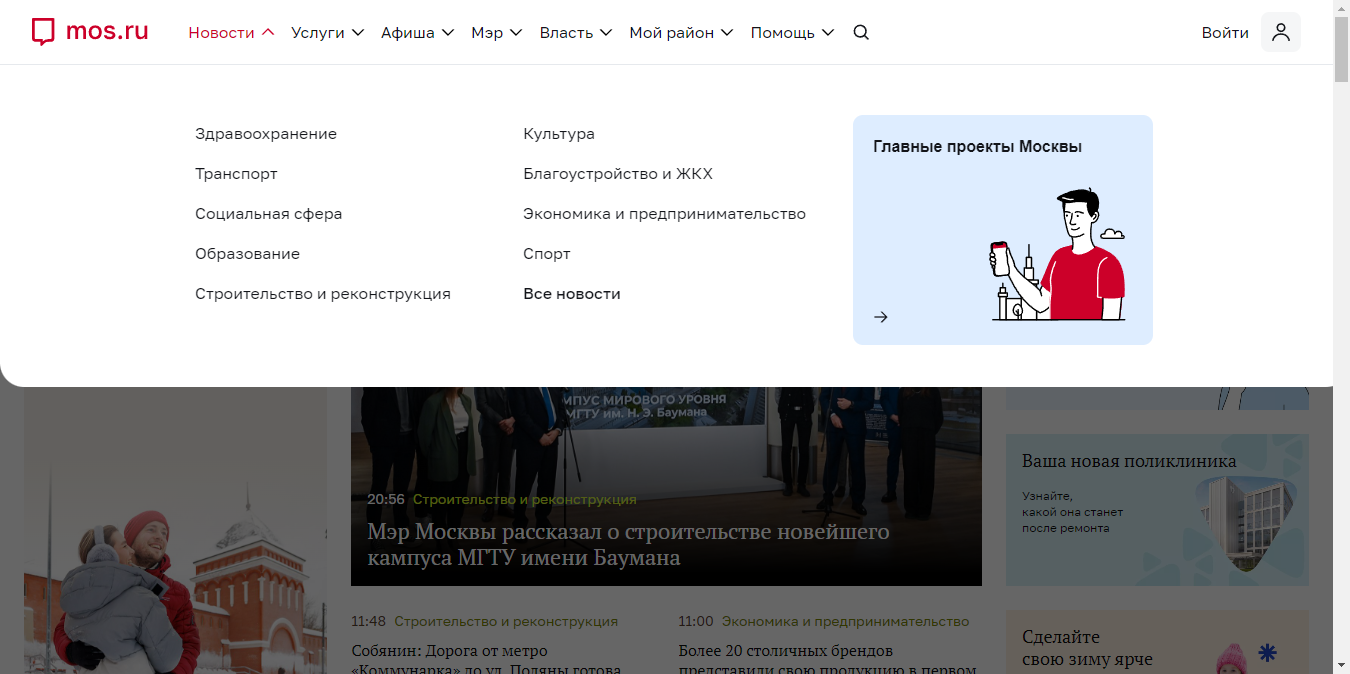 mos.ru
Новости Услуги Афиша Мэр Власть Мой район Помощь
Войти
Здравоохранение
Транспорт
Социальная сфера
Образование
Строительство и реконструкция
Культура
Благоустройство и ЖКХ
Экономика и предпринимательство
Спорт
Все новости
Главные проекты Москвы
МИРОВОГО УРОВНЯ
МГТУ им. Н. Э. Баумана
20:56 Строительство и реконструкция
Мэр Москвы рассказал о строительстве новейшего
кампуса МГТУ имени Баумана
11:48 Строительство и реконструкция
Собянин: Дорога от метро
«Коммунарка» до ул. Поляны готова
11:00 Экономика и предпринимательство
Более 20 столичных брендов
представили свою продукцию в первом
Ваша новая поликлиника
Узнайте,
какой она станет
после ремонта
Сделайте
свою зиму ярче